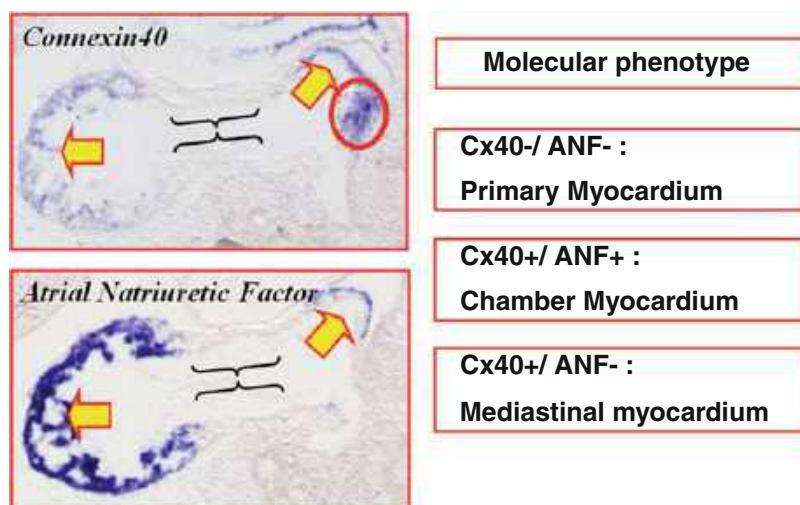 Connexin40
Atrial Natriuretic Factor
Molecular phenotype
Cx40-/ ANF- :
Primary Myocardium
Cx40+/ ANF+ :
Chamber Myocardium
Cx40+/ ANF- :
Mediastinal myocardium